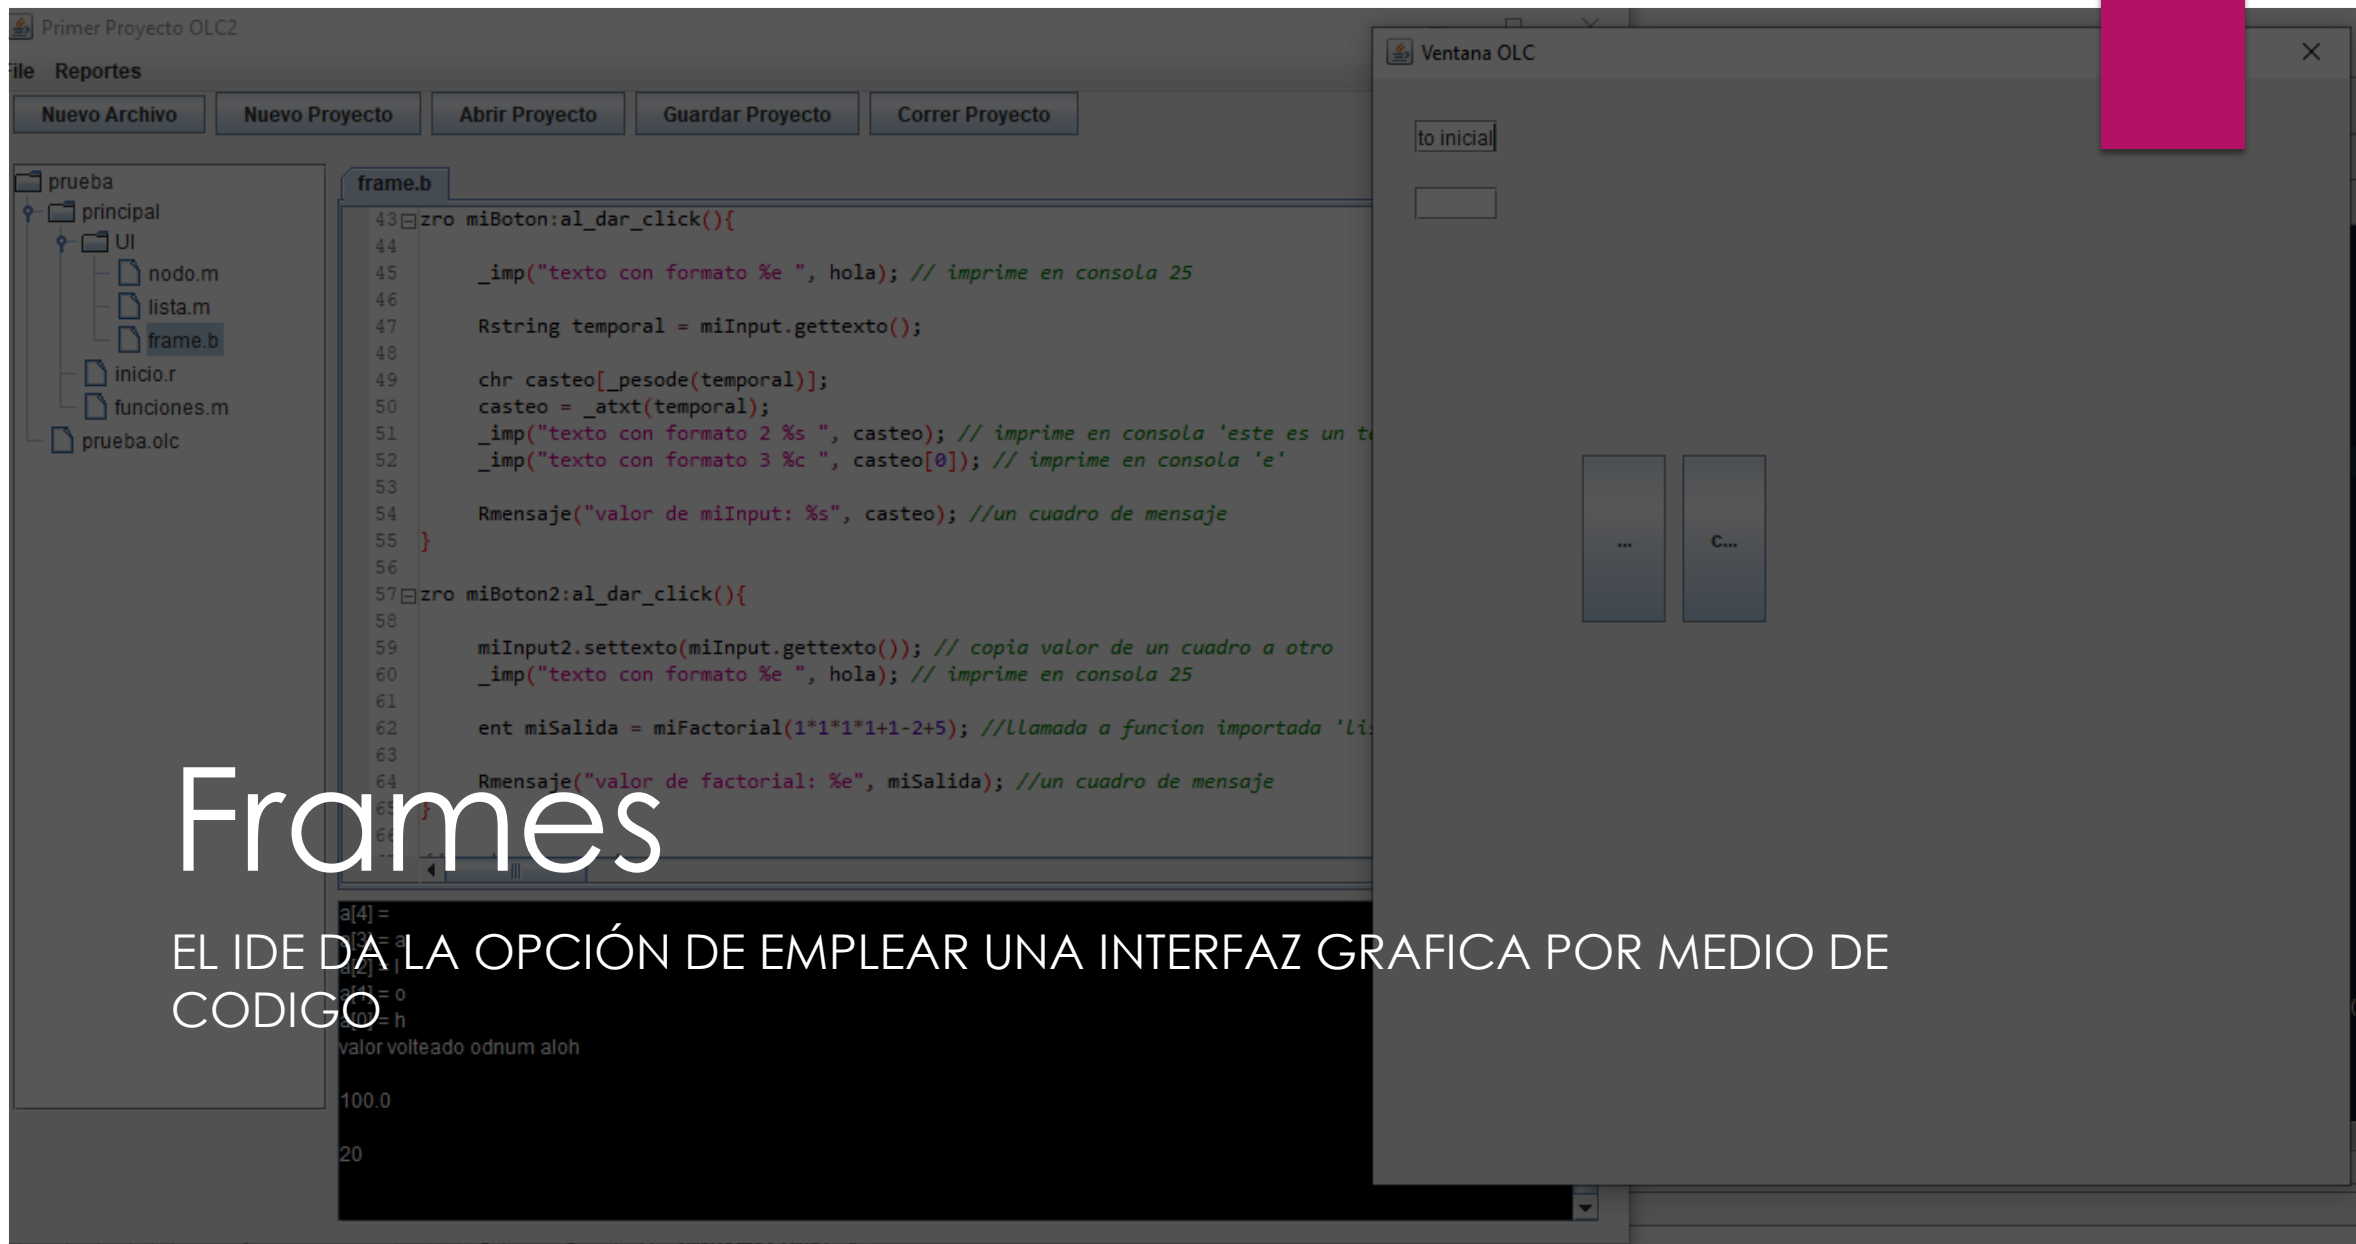 Primer Proyecto OLC2
File Reportes
Nuevo Archivo Nuevo Proyecto Abrir Proyecto Guardar Proyecto Correr Proyecto
prueba
principal
UI
nodo.m
lista.m
frame.b
inicio.r
funciones.m
prueba.olc
frame.b
43 zro miBoton:al_dar_click(){
44
45 _imp("texto con formato %e ", hola); // imprime en consola 25
46
47 Rstring temporal = miInput.gettexto();
48
49 chr casteo[_pesode(temporal)];
50 casteo = _atxt(temporal);
51 _imp("texto con formato 2 %s ", casteo); // imprime en consola 'este es un te
52 _imp("texto con formato 3 %c ", casteo[0]); // imprime en consola 'e'
53
54 Rmensaje("valor de miInput: %s", casteo); //un cuadro de mensaje
55 }
56
57 zro miBoton2:al_dar_click(){
58
59 miInput2.settexto(miInput.gettexto()); // copia valor de un cuadro a otro
60 _imp("texto con formato %e ", hola); // imprime en consola 25
61
62 ent miSalida = miFactorial(1*1*1*1+1-2+5); //llamada a funcion importada 'lis
63
64 Rmensaje("valor de factorial: %e", miSalida); //un cuadro de mensaje
65 }
66
a[4] =
a[3] = a
a[2] = l
a[1] = o
a[0] = h
valor volteado odnum aloh
100.0
20
Ventana OLC
to inicial
... c...
Frames
EL IDE DA LA OPCIÓN DE EMPLEAR UNA INTERFAZ GRAFICA POR MEDIO DE
CODIGO